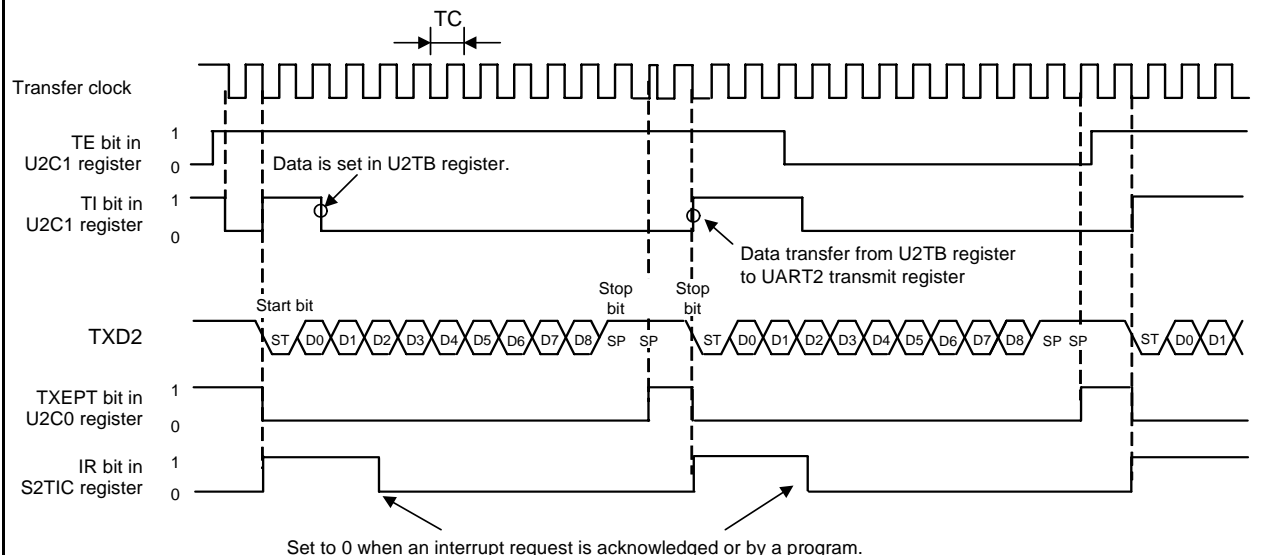 TC
Transfer clock
TE bit in
U2C1 register
1
0
Data is set in U2TB register.
TI bit in
U2C1 register
1
0
Data transfer from U2TB register
to UART2 transmit register
Start bit
Stop
bit
Stop
bit
TXD2
ST D0 D1 D2 D3 D4 D5 D6 D7 D8 SP SP ST D0 D1 D2 D3 D4 D5 D6 D7 D8 SP SP ST D0 D1
TXEPT bit in
U2C0 register
1
0
IR bit in
S2TIC register
1
0
Set to 0 when an interrupt request is acknowledged or by a program.